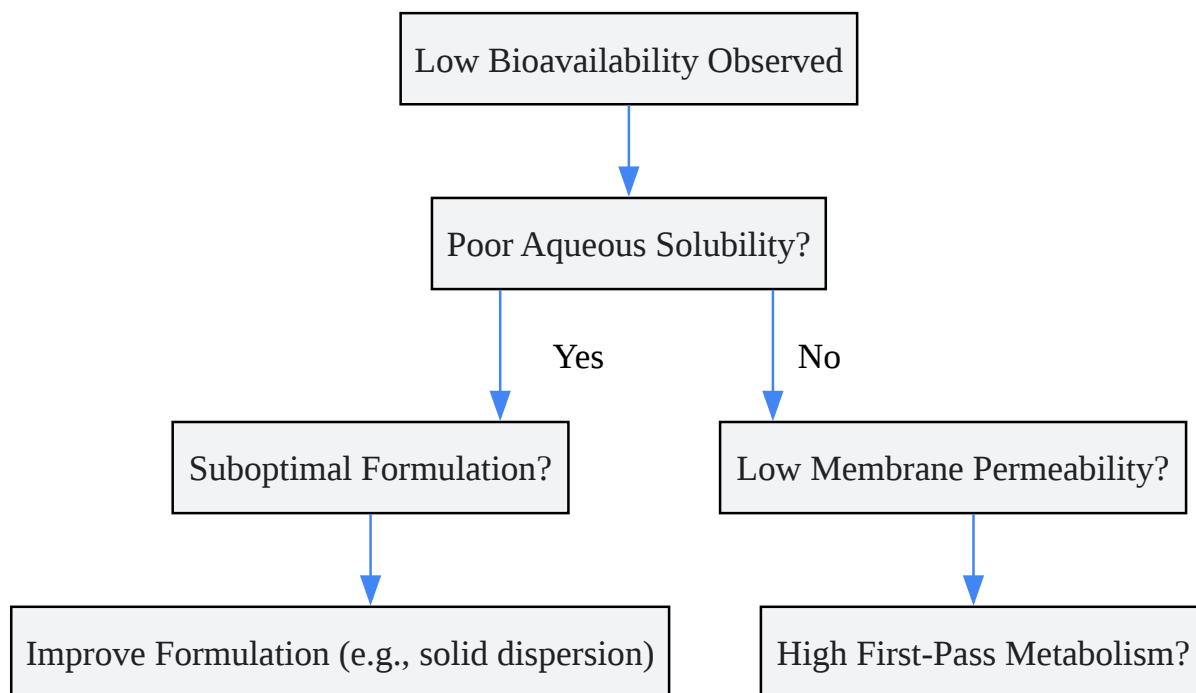 Low Bioavailability Observed
Poor Aqueous Solubility?
Yes
No
Suboptimal Formulation?
Low Membrane Permeability?
Improve Formulation (e.g., solid dispersion)
High First-Pass Metabolism?